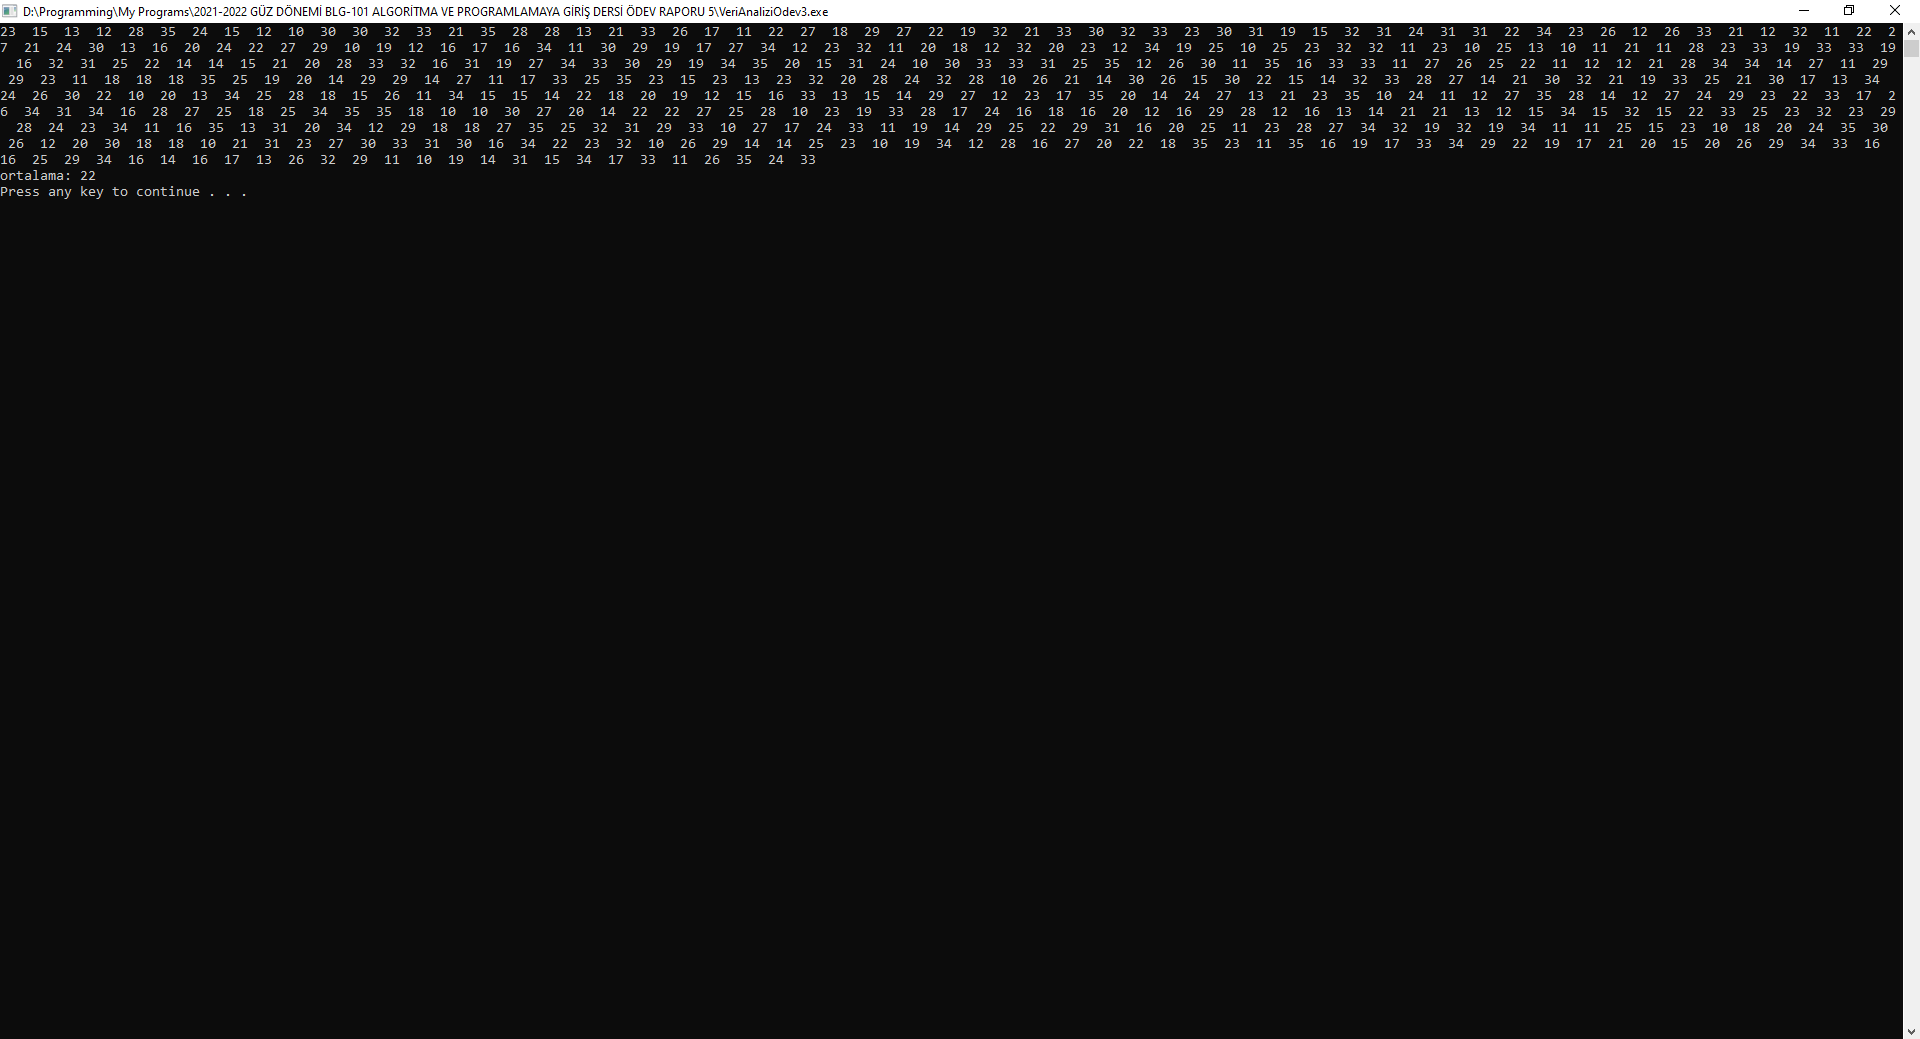 D:\Programming\My Programs\2021-2022 GÜZ DÖNEMİ BLG-101 ALGORİTMA VE PROGRAMLAMAYA GİRİŞ DERSİ ÖDEV RAPORU 5\VeriAnaliziOdev3.exe
23  15  13  12  28  35  24  15  12  10  30  30  32  33  21  35  28  28  13  21  33  26  17  11  22  27  18  29  27  22  19  32  21  33  30  32  33  23  30  31  19  15  32  31  24  31  31  22  34  23  26  12  26  33  21  12  32  11  22  2
7  21  24  30  13  16  20  24  22  27  29  10  19  12  16  17  16  34  11  30  29  19  17  27  34  12  23  32  11  20  18  12  32  20  23  12  34  19  25  10  25  23  32  32  11  23  10  25  13  10  11  21  11  28  23  33  19  33  33  19
  16  32  31  25  22  14  14  15  21  20  28  33  32  16  31  19  27  34  33  30  29  19  34  35  20  15  31  24  10  30  33  33  31  25  35  12  26  30  11  35  16  33  33  11  27  26  25  22  11  12  12  21  28  34  34  14  27  11  29
 29  23  11  18  18  18  35  25  19  20  14  29  29  14  27  11  17  33  25  35  23  15  23  13  23  32  20  28  24  32  28  10  26  21  14  30  26  15  30  22  15  14  32  33  28  27  14  21  30  32  21  19  33  25  21  30  17  13  34
24  26  30  22  10  20  13  34  25  28  18  15  26  11  34  15  15  14  22  18  20  19  12  15  16  33  13  15  14  29  27  12  23  17  35  20  14  24  27  13  21  23  35  10  24  11  12  27  35  28  14  12  27  24  29  23  22  33  17  2
6  34  31  34  16  28  27  25  18  25  34  35  35  18  10  10  30  27  20  14  22  22  27  25  28  10  23  19  33  28  17  24  16  18  16  20  12  16  29  28  12  16  13  14  21  21  13  12  15  34  15  32  15  22  33  25  23  32  23  29
  28  24  23  34  11  16  35  13  31  20  34  12  29  18  18  27  35  25  32  31  29  33  10  27  17  24  33  11  19  14  29  25  22  29  31  16  20  25  11  23  28  27  34  32  19  32  19  34  11  11  25  15  23  10  18  20  24  35  30
 26  12  20  30  18  18  10  21  31  23  27  30  33  31  30  16  34  22  23  32  10  26  29  14  14  25  23  10  19  34  12  28  16  27  20  22  18  35  23  11  35  16  19  17  33  34  29  22  19  17  21  20  15  20  26  29  34  33  16
16  25  29  34  16  14  16  17  13  26  32  29  11  10  19  14  31  15  34  17  33  11  26  35  24  33
ortalama: 22
Press any key to continue . . .